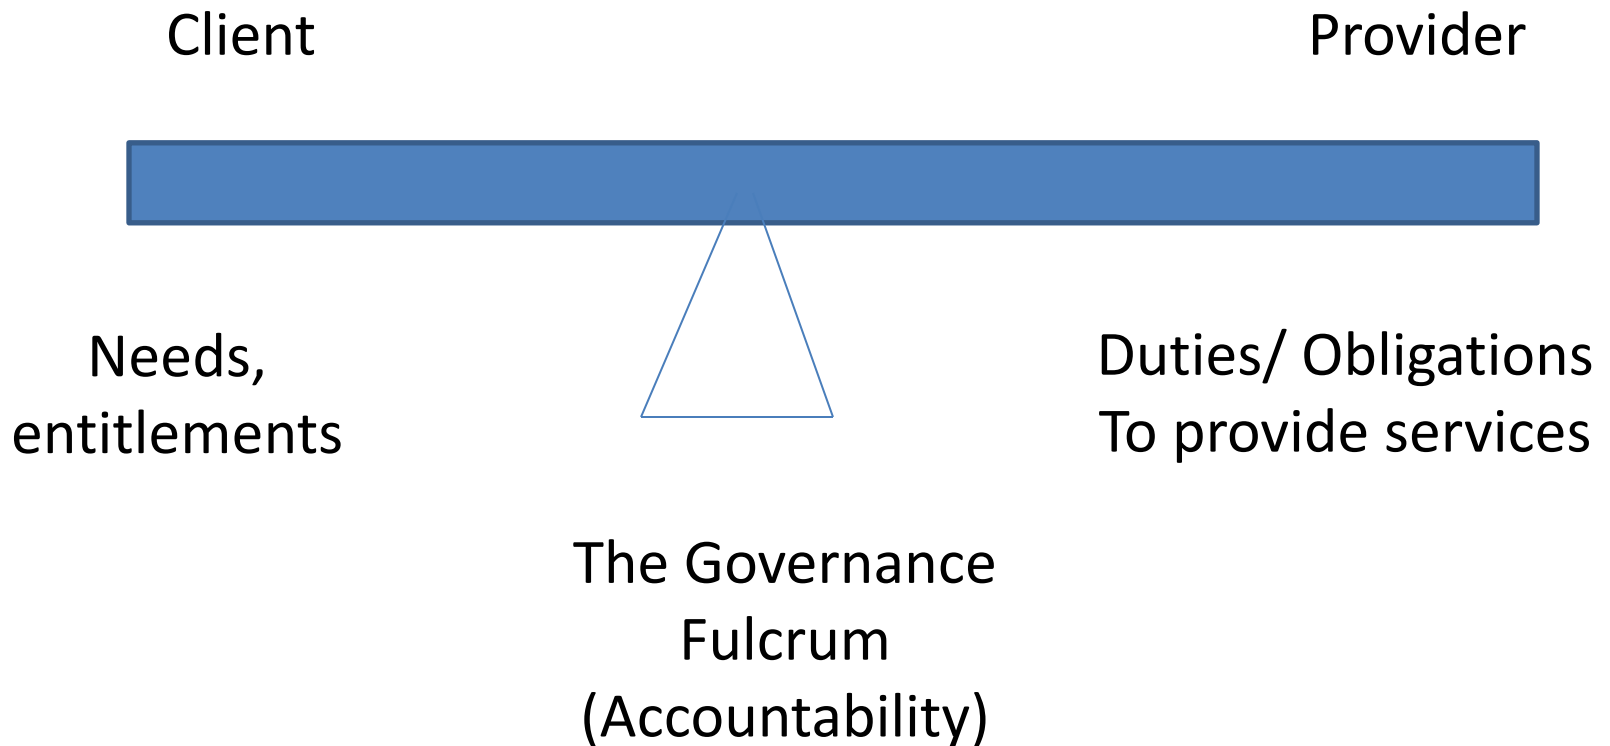 Client
Provider
Needs,
entitlements
Duties/ Obligations
To provide services
The Governance
Fulcrum
(Accountability)